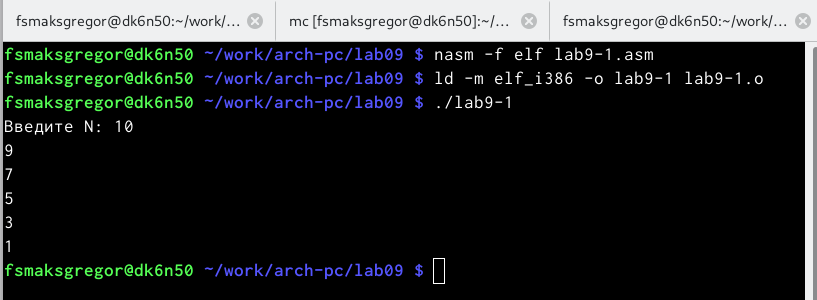 fsmaksgregor@dk6n50:~/work/... mc [fsmaksgregor@dk6n50]:~/... fsmaksgregor@dk6n50:~/work/...
fsmaksgregor@dk6n50 ~/work/arch-pc/lab09 $ nasm -f elf lab9-1.asm
fsmaksgregor@dk6n50 ~/work/arch-pc/lab09 $ ld -m elf_i386 -o lab9-1 lab9-1.o
fsmaksgregor@dk6n50 ~/work/arch-pc/lab09 $ ./lab9-1
Введите N: 10
9
7
5
3
1
fsmaksgregor@dk6n50 ~/work/arch-pc/lab09 $